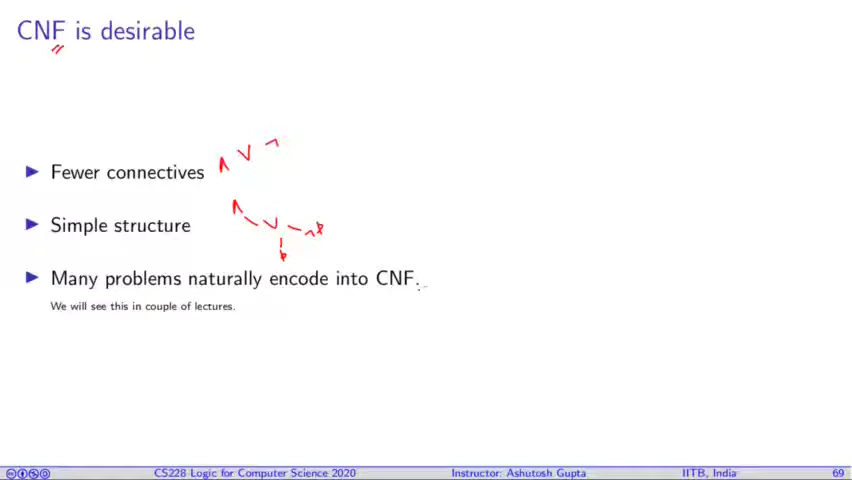 CNF is desirable
▶ Fewer connectives ∧ ∨ ¬
▶ Simple structure ∧ ∨
▶ Many problems naturally encode into CNF.
We will see this in couple of lectures.
CS228 Logic for Computer Science 2020 Instructor: Ashutosh Gupta IITB, India 69